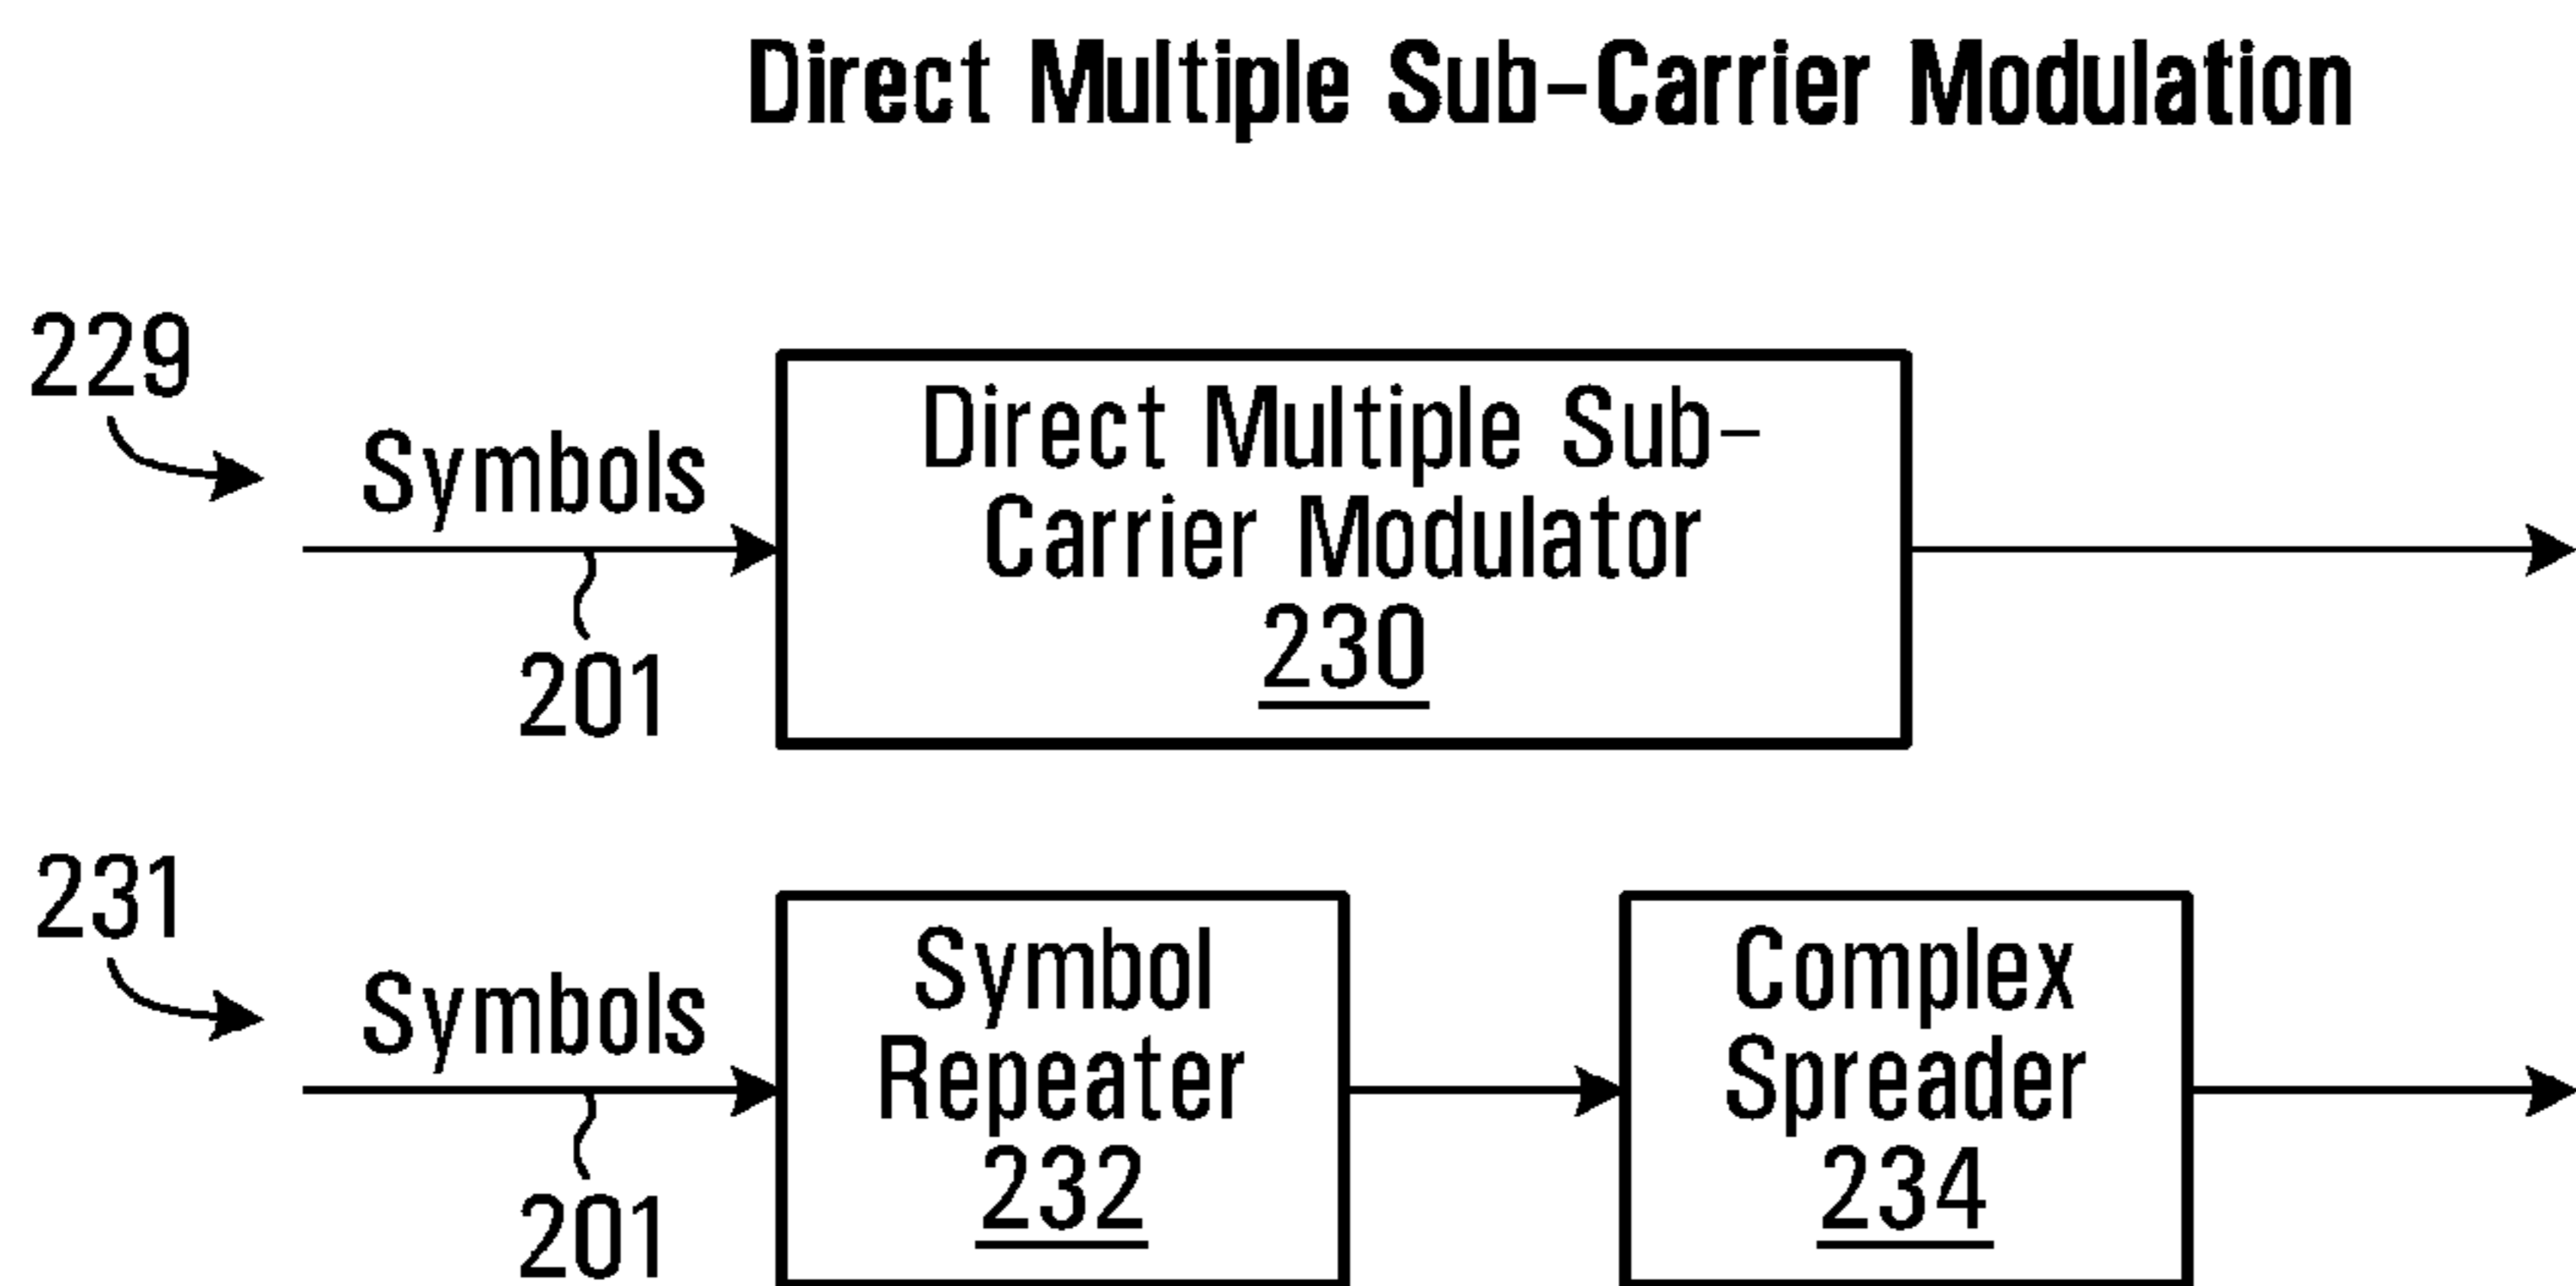 Direct Multiple Sub-Carrier Modulation
229
Symbols
201
Direct Multiple Sub-
Carrier Modulator
230
231
Symbols
201
Symbol
Repeater
232
Complex
Spreader
234